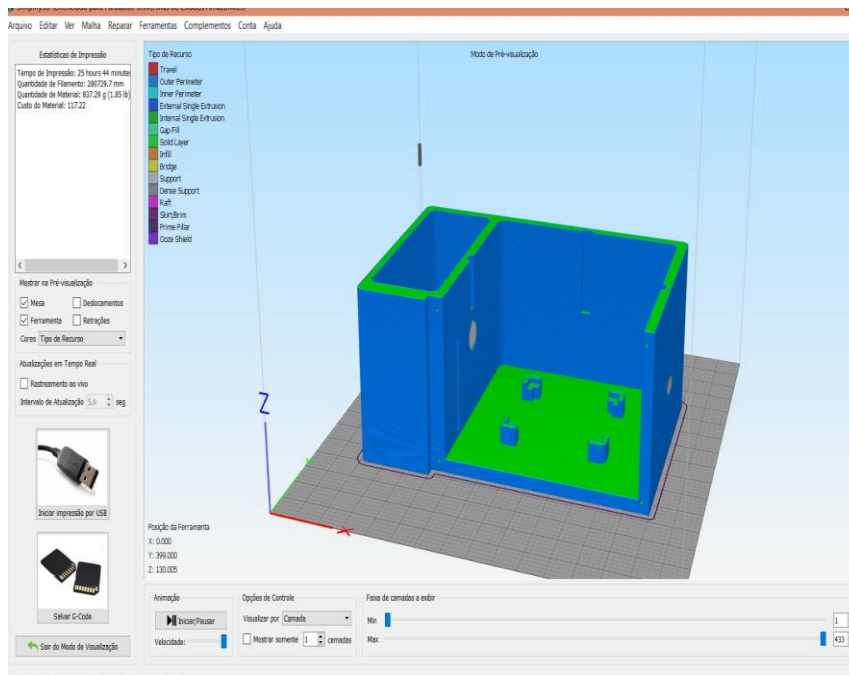 Arquivo Editar Ver Malha Reparar Ferramentas Complementos Conta Ajuda
Estatísticas de Impressão
Tempo de Impressão: 25 hours 44 minutes
Quantidade de Filamento: 280729.7 mm
Quantidade de Material: 837.29 g (1.85 lb)
Custo do Material: 117.22
Mostrar na Pré-visualização
Mesa
Deslocamentos
Ferramenta
Retrações
Cores Tipo de Recurso
Atualizações em Tempo Real
Rastreamento ao vivo
Intervalo de Atualização 5,0 seg
Iniciar impressão por USB
Salvar G-Code
Sair do Modo de Visualização
Tipo de Recurso
Travel
Outer Perimeter
Inner Perimeter
External Single Extrusion
Internal Single Extrusion
Gap Fill
Solid Layer
Infill
Bridge
Support
Dense Support
Raft
Skirt/Brim
Prime Pillar
Ooze Shield
Modo de Pré-visualização
Z
Posição da Ferramenta
X: 0.000
Y: 399.000
Z: 130.005
Animação
Iniciar/Pausar
Velocidade:
Opções de Controle
Visualizar por Camada
Mostrar somente 1 camadas
Faixa de camadas a exibir
Min 1
Max 433